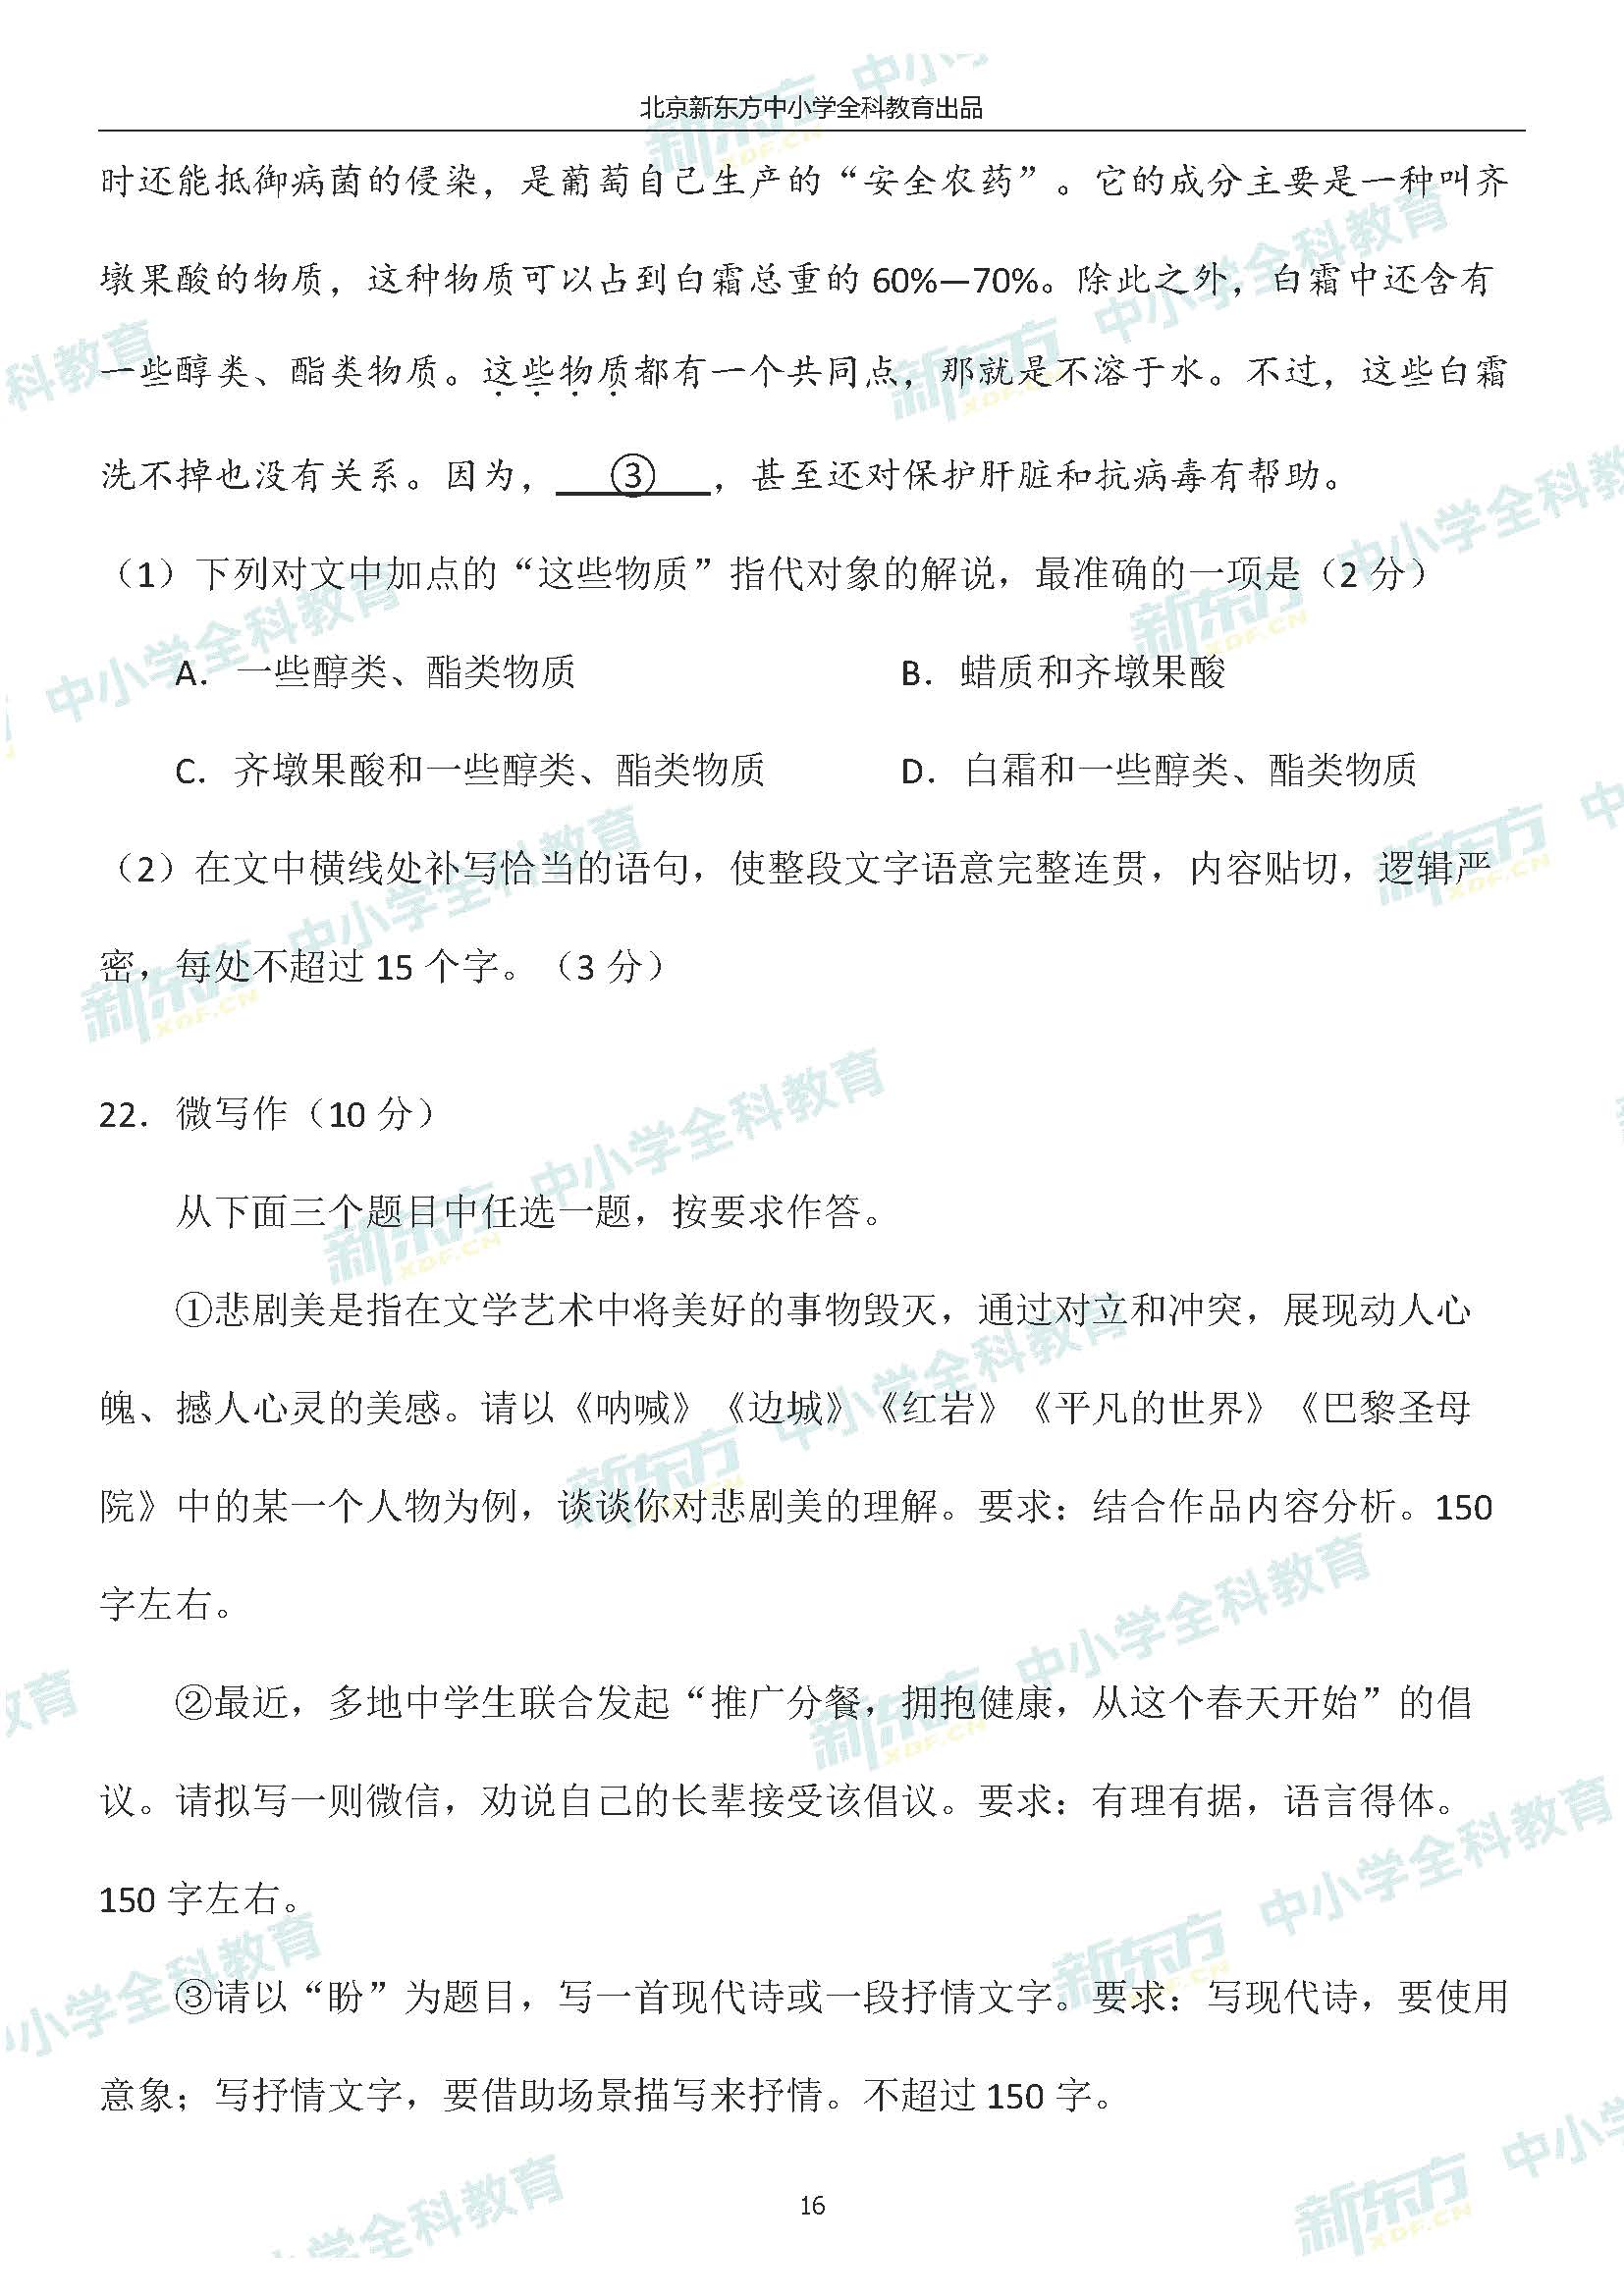 北京新东方中小学全科教育出品
时还能抵御病菌的侵染，是葡萄自己生产的“安全农药”。它的成分主要是一种叫齐
墩果酸的物质，这种物质可以占到白霜总重的 60%—70%。除此之外，白霜中还含有
一些醇类、酯类物质。这些物质都有一个共同点，那就是不溶于水。不过，这些白霜
洗不掉也没有关系。因为，  ③  ，甚至还对保护肝脏和抗病毒有帮助。
（1）下列对文中加点的“这些物质”指代对象的解说，最准确的一项是（2 分）
A．一些醇类、酯类物质 B．蜡质和齐墩果酸
C．齐墩果酸和一些醇类、酯类物质 D．白霜和一些醇类、酯类物质
（2）在文中横线处补写恰当的语句，使整段文字语意完整连贯，内容贴切，逻辑严
密，每处不超过 15 个字。（3 分）
22．微写作（10 分）
从下面三个题目中任选一题，按要求作答。
①悲剧美是指在文学艺术中将美好的事物毁灭，通过对立和冲突，展现动人心
魄、撼人心灵的美感。请以《呐喊》《边城》《红岩》《平凡的世界》《巴黎圣母
院》中的某一个人物为例，谈谈你对悲剧美的理解。要求：结合作品内容分析。150
字左右。
②最近，多地中学生联合发起“推广分餐，拥抱健康，从这个春天开始”的倡
议。请拟写一则微信，劝说自己的长辈接受该倡议。要求：有理有据，语言得体。
150 字左右。
③请以“盼”为题目，写一首现代诗或一段抒情文字。要求：写现代诗，要使用
意象；写抒情文字，要借助场景描写来抒情。不超过 150 字。
16
新东方 XDF.CN 中小学全科教育